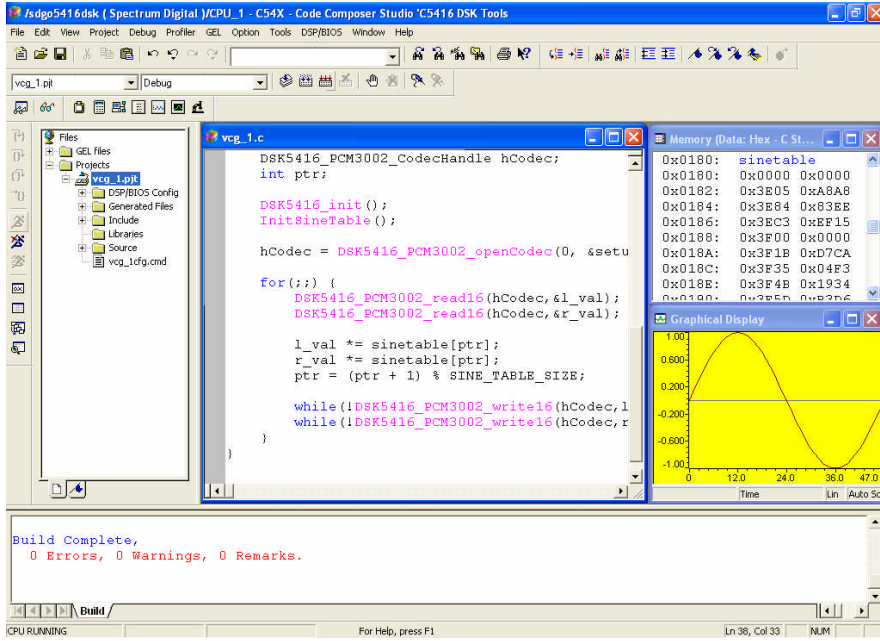 /sdgo5416dsk ( Spectrum Digital )/CPU_1 - C54X - Code Composer Studio 'C5416 DSK Tools
File Edit View Project Debug Profiler GEL Option Tools DSP/BIOS Window Help
vcg_1.pjt Debug
Files
GEL files
Projects
vcg_1.pjt
DSP/BIOS Config
Generated Files
Include
Libraries
Source
vcg_1cfg.cmd
vcg_1.c
DSK5416_PCM3002_CodecHandle hCodec;
int ptr;
DSK5416_init();
InitSineTable();
hCodec = DSK5416_PCM3002_openCodec(0, &setu
for(;;) {
DSK5416_PCM3002_read16(hCodec,&l_val);
DSK5416_PCM3002_read16(hCodec,&r_val);
l_val *= sinetable[ptr];
r_val *= sinetable[ptr];
ptr = (ptr + 1) % SINE_TABLE_SIZE;
while(!DSK5416_PCM3002_write16(hCodec,l
while(!DSK5416_PCM3002_write16(hCodec,r
}
}
Memory (Data: Hex - C St...
0x0180: sinetable
0x0180: 0x0000 0x0000
0x0182: 0x3E05 0xA8A8
0x0184: 0x3E84 0x83EE
0x0186: 0x3EC3 0xEF15
0x0188: 0x3F00 0x0000
0x018A: 0x3F1B 0xD7CA
0x018C: 0x3F35 0x04F3
0x018E: 0x3F4B 0x1934
0x0190: 0x3F5D 0xB3D6
Graphical Display
1.00
0.600
0.200
-0.200
-0.600
-1.00
0 12.0 24.0 36.0 47.0
Time Lin Auto Sc
Build Complete,
0 Errors, 0 Warnings, 0 Remarks.
Build
CPU RUNNING For Help, press F1 Ln 38, Col 33 NUM